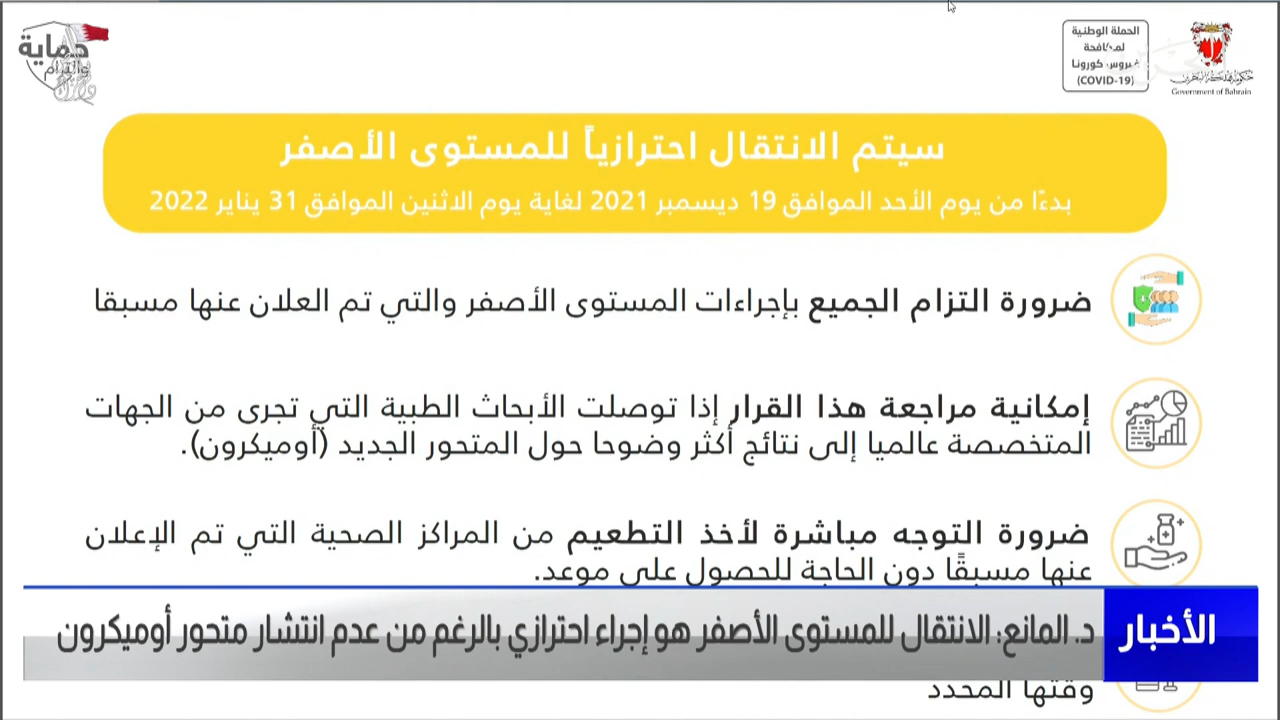 حماية
والتزام
الحملة الوطنية
لمكافحة
فيروس كورونا
(COVID-19)
Government of Bahrain
سيتم الانتقال احترازياً للمستوى الأصفر
بدءًا من يوم الأحد الموافق 19 ديسمبر 2021 لغاية يوم الاثنين الموافق 31 يناير 2022
ضرورة التزام الجميع بإجراءات المستوى الأصفر والتي تم العلان عنها مسبقا
إمكانية مراجعة هذا القرار إذا توصلت الأبحاث الطبية التي تجرى من الجهات
المتخصصة عالميا إلى نتائج أكثر وضوحا حول المتحور الجديد (أوميكرون).
ضرورة التوجه مباشرة لأخذ التطعيم من المراكز الصحية التي تم الإعلان
عنها مسبقًا دون الحاجة للحصول على موعد.
الأخبار
د. المانع: الانتقال للمستوى الأصفر هو إجراء احترازي بالرغم من عدم انتشار متحور أوميكرون
وقتها المحدد